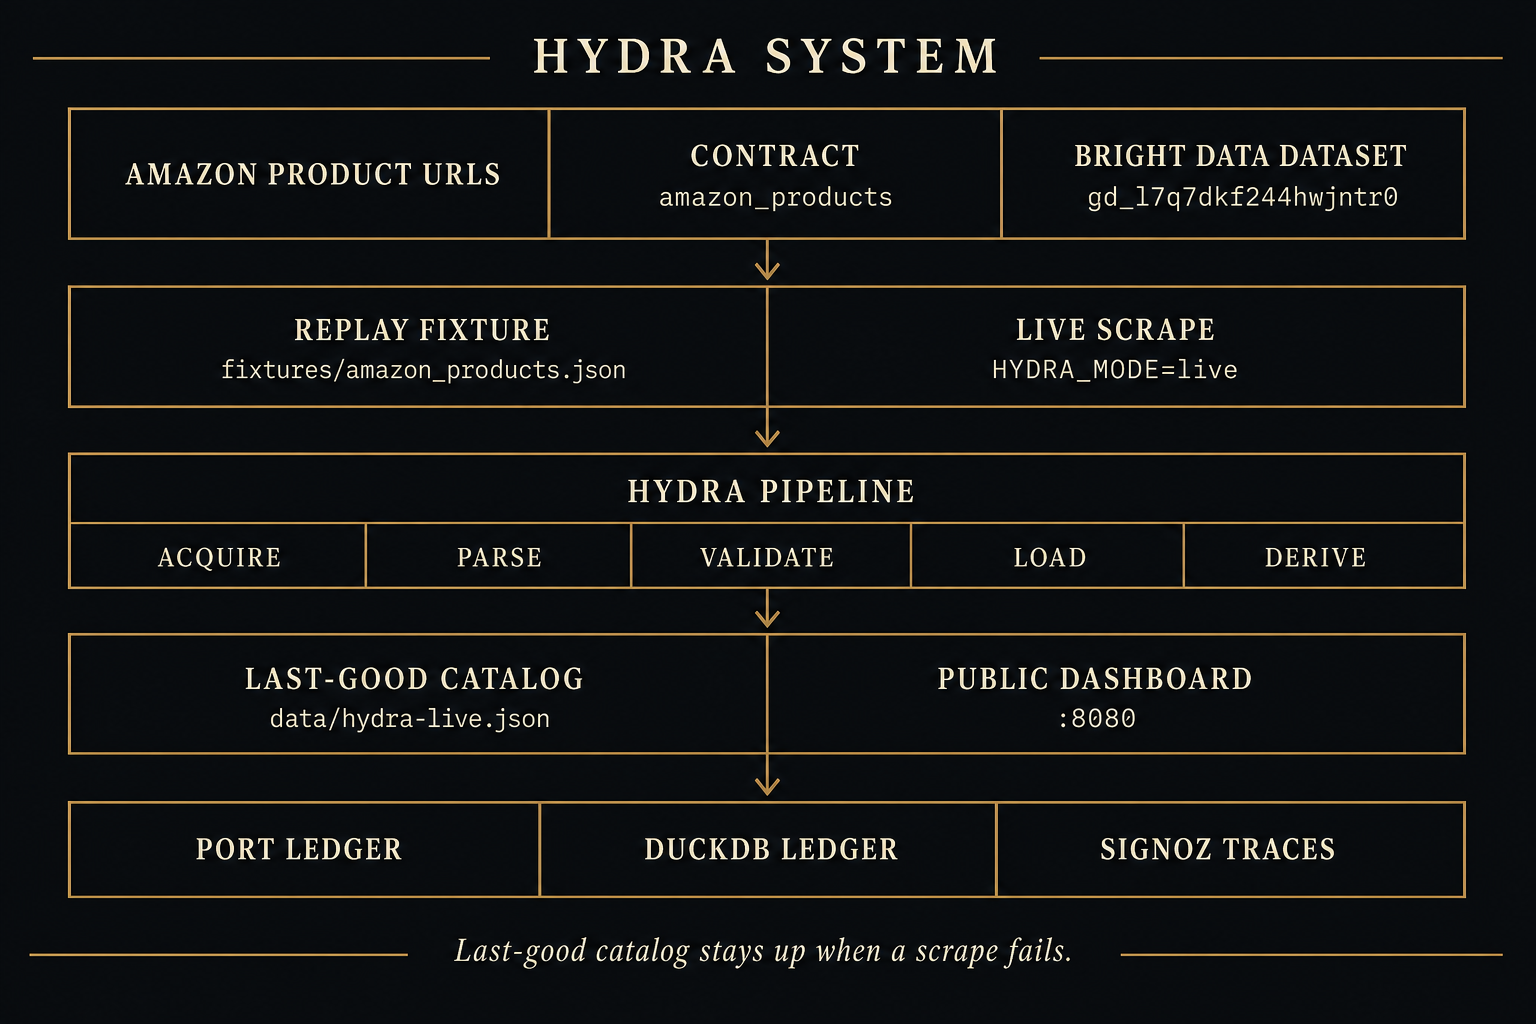 HYDRA SYSTEM
AMAZON PRODUCT URLS
CONTRACT
amazon_products
BRIGHT DATA DATASET
gd_l7q7dkf244hwjntr0
REPLAY FIXTURE
fixtures/amazon_products.json
LIVE SCRAPE
HYDRA_MODE=live
HYDRA PIPELINE
ACQUIRE
PARSE
VALIDATE
LOAD
DERIVE
LAST-GOOD CATALOG
data/hydra-live.json
PUBLIC DASHBOARD
:8080
PORT LEDGER
DUCKDB LEDGER
SIGNOZ TRACES
Last-good catalog stays up when a scrape fails.